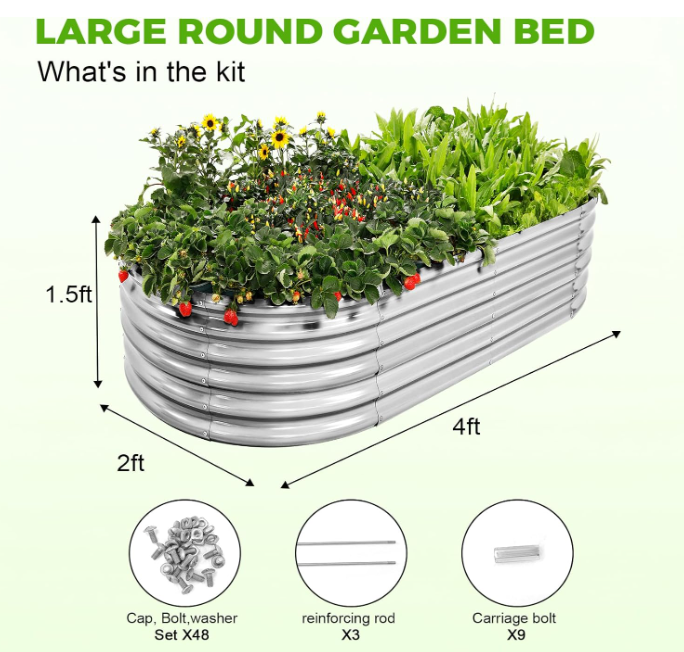 LARGE ROUND GARDEN BED
What's in the kit
1.5ft
2ft
4ft
Cap, Bolt,washer
Set X48
reinforcing rod
X3
Carriage bolt
X9